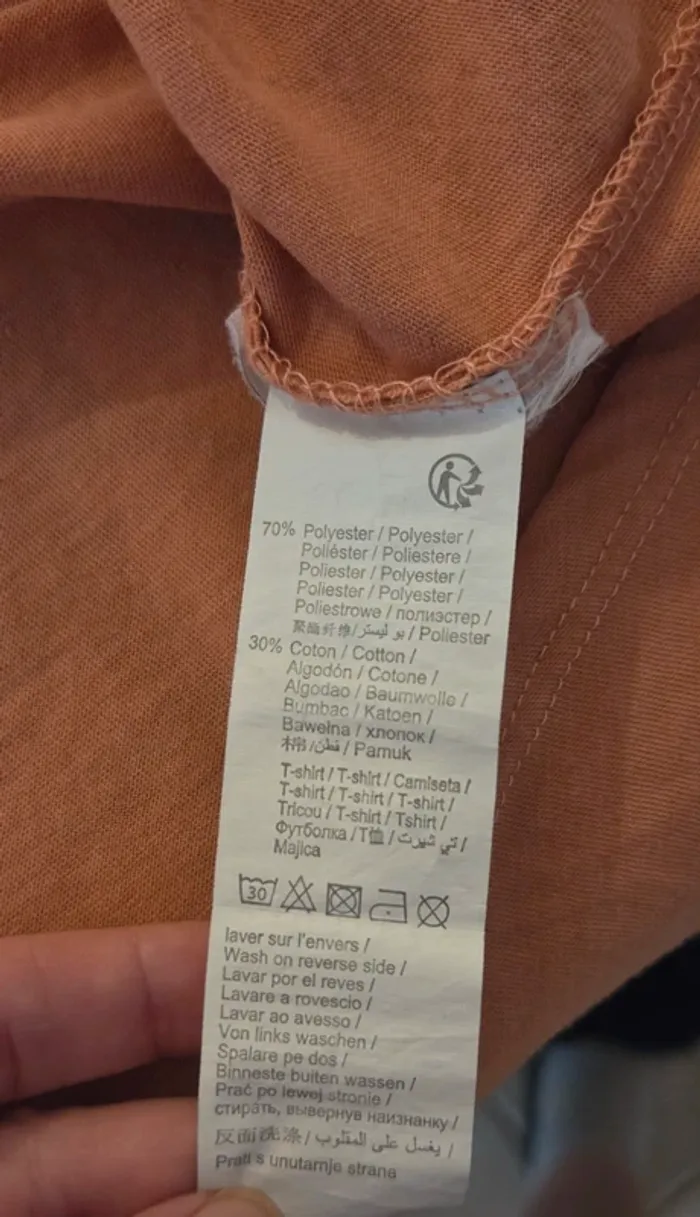 70% Polyester / Polyester /
Poliéster / Poliestere /
Poliester / Polyester /
Poliester / Polyester /
Poliestrowe / полиэстер /
聚酯纤维/بو ليستر / Poliester
30% Coton / Cotton /
Algodón / Cotone /
Algodao / Baumwolle /
Bumbac / Katoen /
Bawełna / хлопок /
棉 /قطن / Pamuk
T-shirt / T-shirt / Camiseta /
T-shirt / T-shirt / T-shirt /
Tricou / T-shirt / Tshirt /
Футболка / T恤 / تي شيرت /
Majica
30
laver sur l'envers /
Wash on reverse side /
Lavar por el reves /
Lavare a rovescio /
Lavar ao avesso /
Von links waschen /
Spalare pe dos /
Binneste buiten wassen /
Prać po lewej stronie /
стирать, вывернув наизнанку /
反面洗涤 / يغسل على المقلوب /
Prati s unutarnje strane